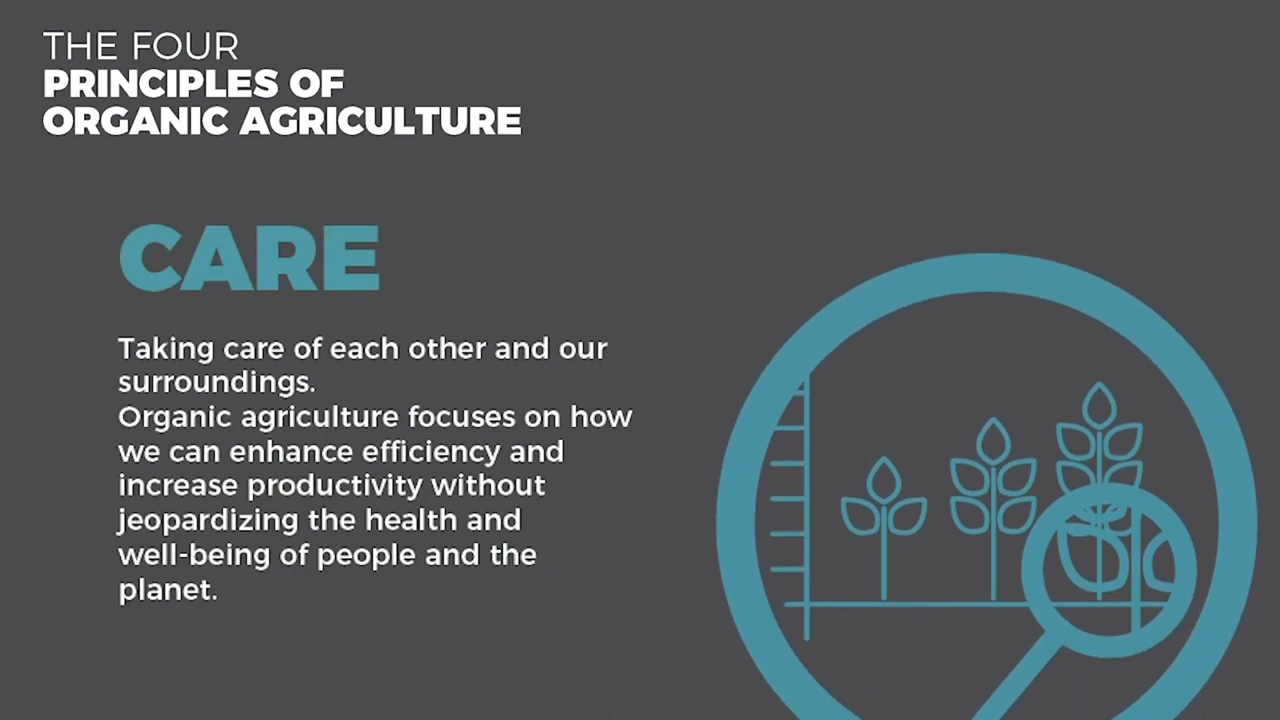 THE FOUR
PRINCIPLES OF
ORGANIC AGRICULTURE
CARE
Taking care of each other and our
surroundings.
Organic agriculture focuses on how
we can enhance efficiency and
increase productivity without
jeopardizing the health and
well-being of people and the
planet.